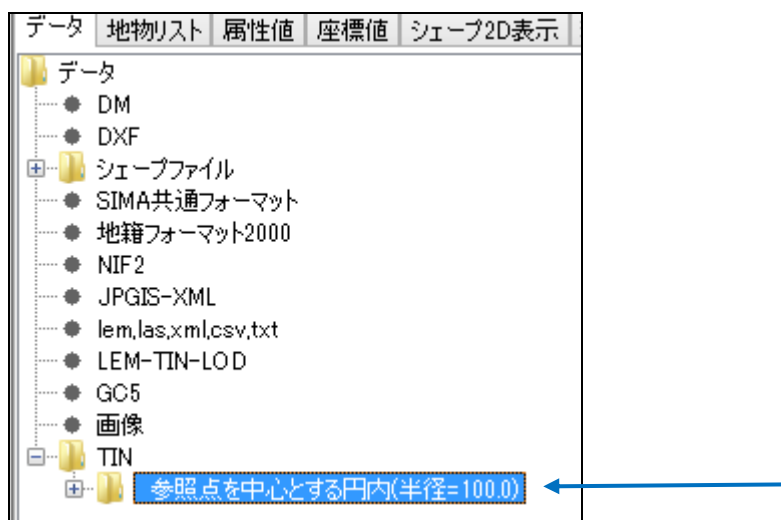 データ 地物リスト 属性値 座標値 シェープ2D表示
データ
DM
DXF
シェープファイル
SIMA共通フォーマット
地籍フォーマット2000
NIF2
JPGIS-XML
lem,las,xml,csv,txt
LEM-TIN-LOD
GC5
画像
TIN
参照点を中心とする円内(半径=100.0)